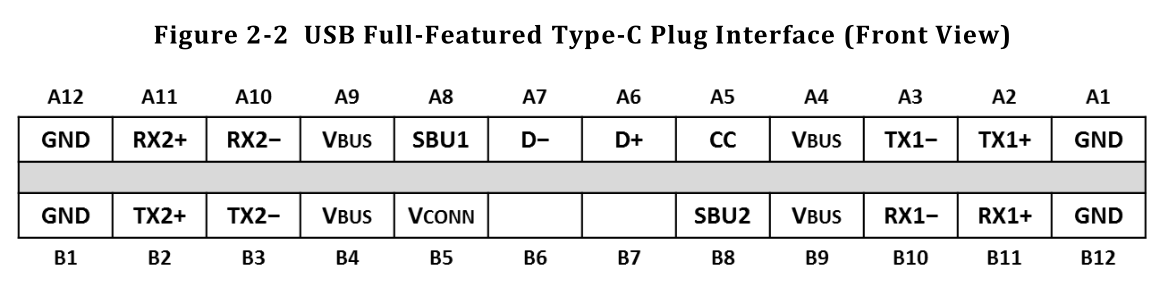 Figure 2-2 USB Full-Featured Type-C Plug Interface (Front View)
A12 A11 A10 A9 A8 A7 A6 A5 A4 A3 A2 A1
GND RX2+ RX2− VBUS SBU1 D− D+ CC VBUS TX1− TX1+ GND
GND TX2+ TX2− VBUS VCONN SBU2 VBUS RX1− RX1+ GND
B1 B2 B3 B4 B5 B6 B7 B8 B9 B10 B11 B12